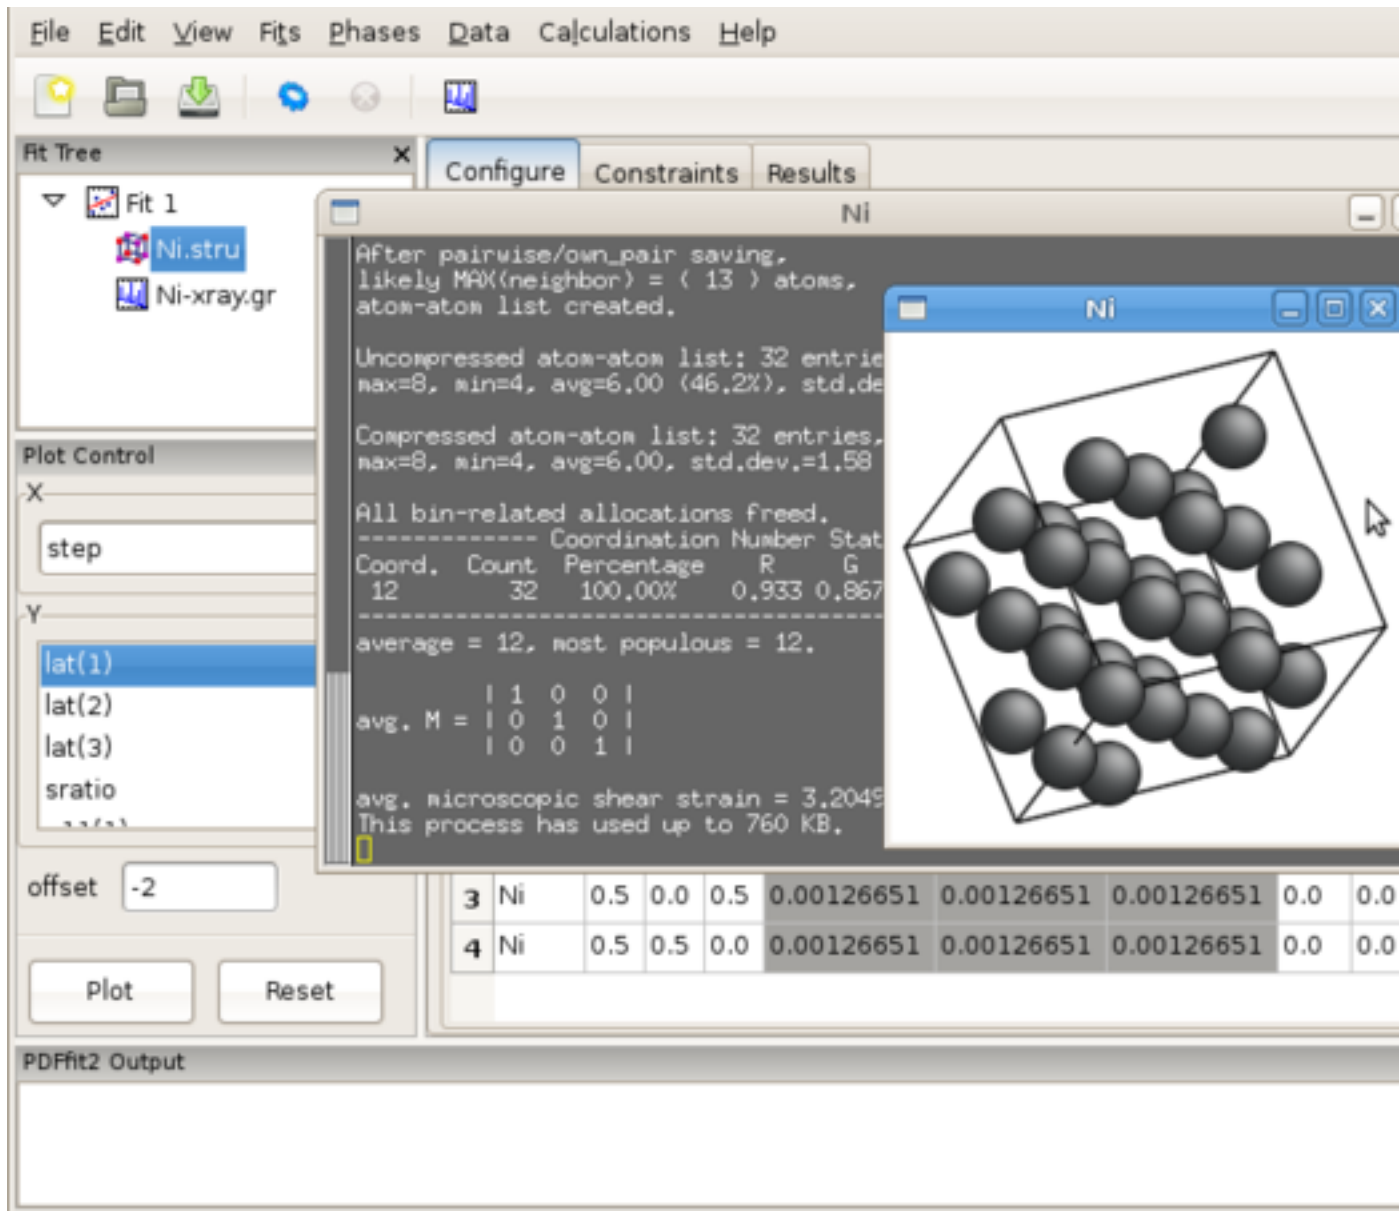 File Edit View Fits Phases Data Calculations Help
Fit Tree
Configure Constraints Results
Fit 1
Ni.stru
Ni-xray.gr
Ni
After pairwise/own_pair saving,
likely MAX(neighbor) = ( 13 ) atoms,
atom-atom list created.
Uncompressed atom-atom list: 32 entrie
max=8, min=4, avg=6.00 (46.2%), std.de
Compressed atom-atom list: 32 entries,
max=8, min=4, avg=6.00, std.dev.=1.58
All bin-related allocations freed.
------------- Coordination Number Stat
Coord. Count Percentage R G
12 32 100.00% 0.933 0.867
average = 12, most populous = 12.
| 1 0 0 |
avg. M = | 0 1 0 |
| 0 0 1 |
avg. microscopic shear strain = 3.2049
This process has used up to 760 KB.
Ni
Plot Control
X
step
Y
lat(1)
lat(2)
lat(3)
sratio
offset -2
Plot Reset
3 Ni 0.5 0.0 0.5 0.00126651 0.00126651 0.00126651 0.0 0.0
4 Ni 0.5 0.5 0.0 0.00126651 0.00126651 0.00126651 0.0 0.0
PDFfit2 Output